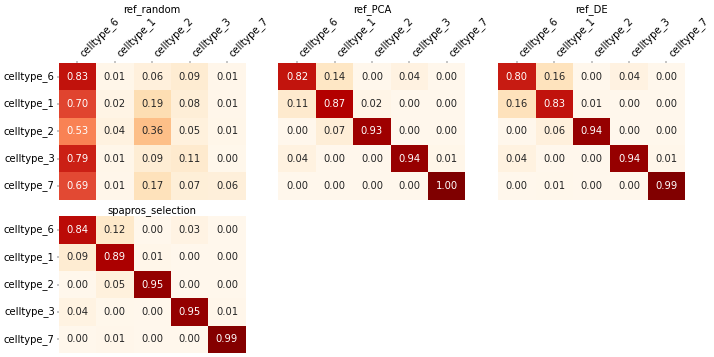 ref_random
ref_PCA
ref_DE
celltype_6 celltype_1 celltype_2 celltype_3 celltype_7
celltype_6 celltype_1 celltype_2 celltype_3 celltype_7
celltype_6 celltype_1 celltype_2 celltype_3 celltype_7
celltype_6 0.83 0.01 0.06 0.09 0.01 0.82 0.14 0.00 0.04 0.00 0.80 0.16 0.00 0.04 0.00
celltype_1 0.70 0.02 0.19 0.08 0.01 0.11 0.87 0.02 0.00 0.00 0.16 0.83 0.01 0.00 0.00
celltype_2 0.53 0.04 0.36 0.05 0.01 0.00 0.07 0.93 0.00 0.00 0.00 0.06 0.94 0.00 0.00
celltype_3 0.79 0.01 0.09 0.11 0.00 0.04 0.00 0.00 0.94 0.01 0.04 0.00 0.00 0.94 0.01
celltype_7 0.69 0.01 0.17 0.07 0.06 0.00 0.00 0.00 0.00 1.00 0.00 0.01 0.00 0.00 0.99
spapros_selection
celltype_6 0.84 0.12 0.00 0.03 0.00
celltype_1 0.09 0.89 0.01 0.00 0.00
celltype_2 0.00 0.05 0.95 0.00 0.00
celltype_3 0.04 0.00 0.00 0.95 0.01
celltype_7 0.00 0.01 0.00 0.00 0.99